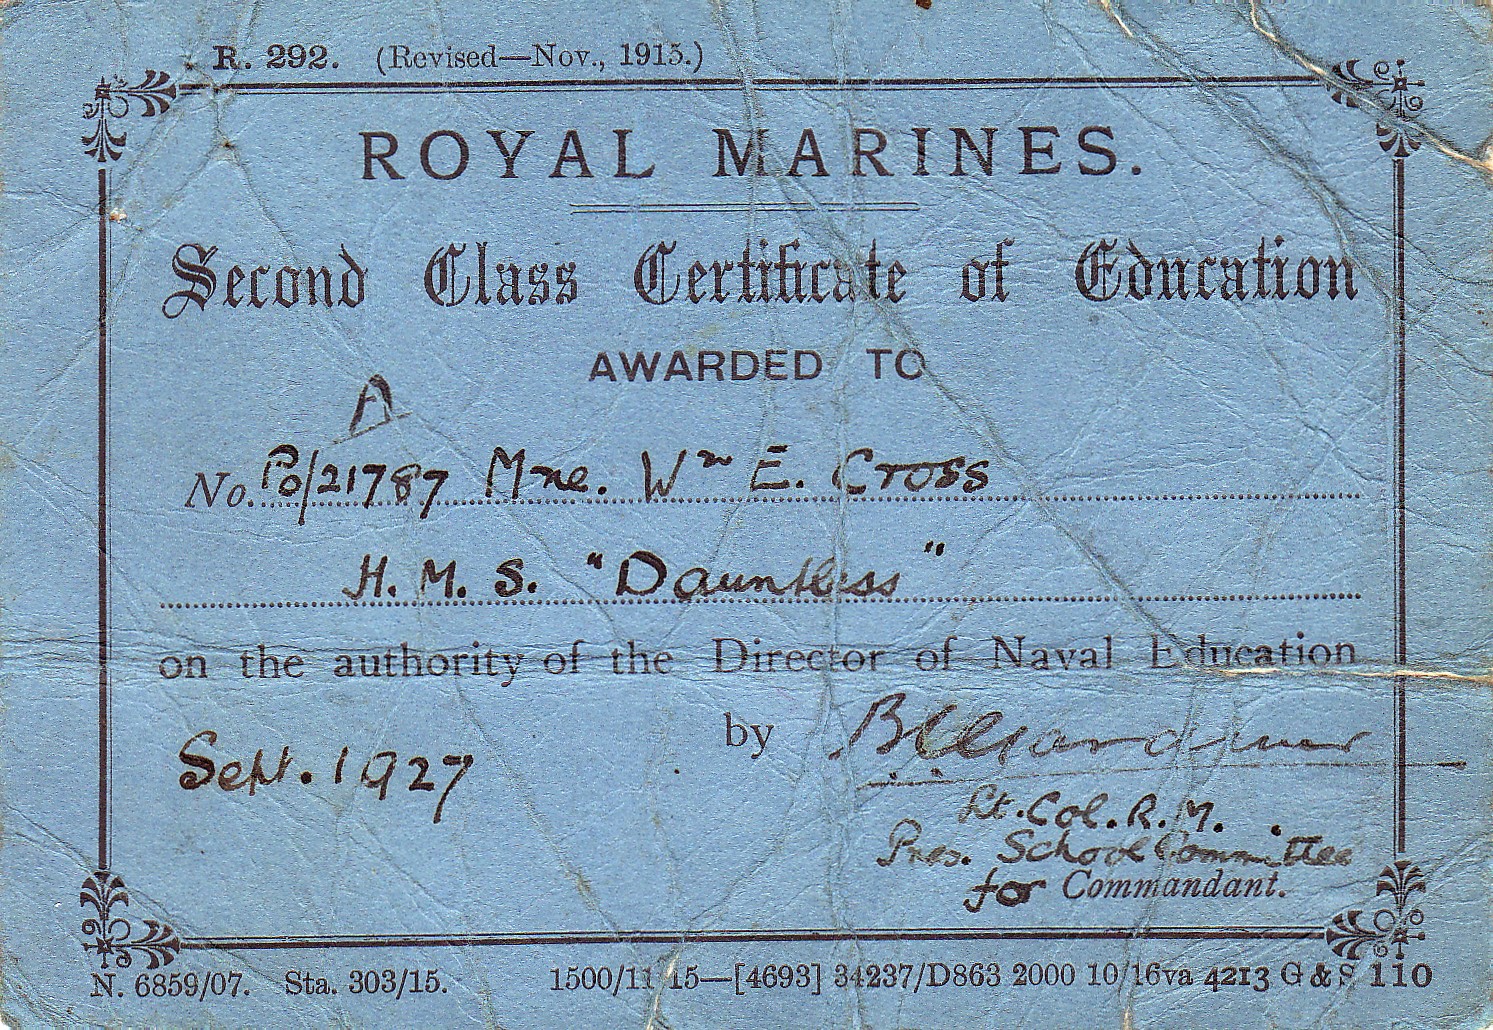 R. 292. (Revised—Nov., 1915.)
ROYAL MARINES.
Second Class Certificate of Education
AWARDED TO
A
No. Po/21787 Mne. Wm E. Cross
H. M. S. "Dauntless"
on the authority of the Director of Naval Education
by
Sept. 1927
Lt. Col. R. M.
Pres. School Committee
for Commandant.
N. 6859/07. Sta. 303/15. 1500/11 15—[4693] 34237/D863 2000 10/16va 4213 G & S 110